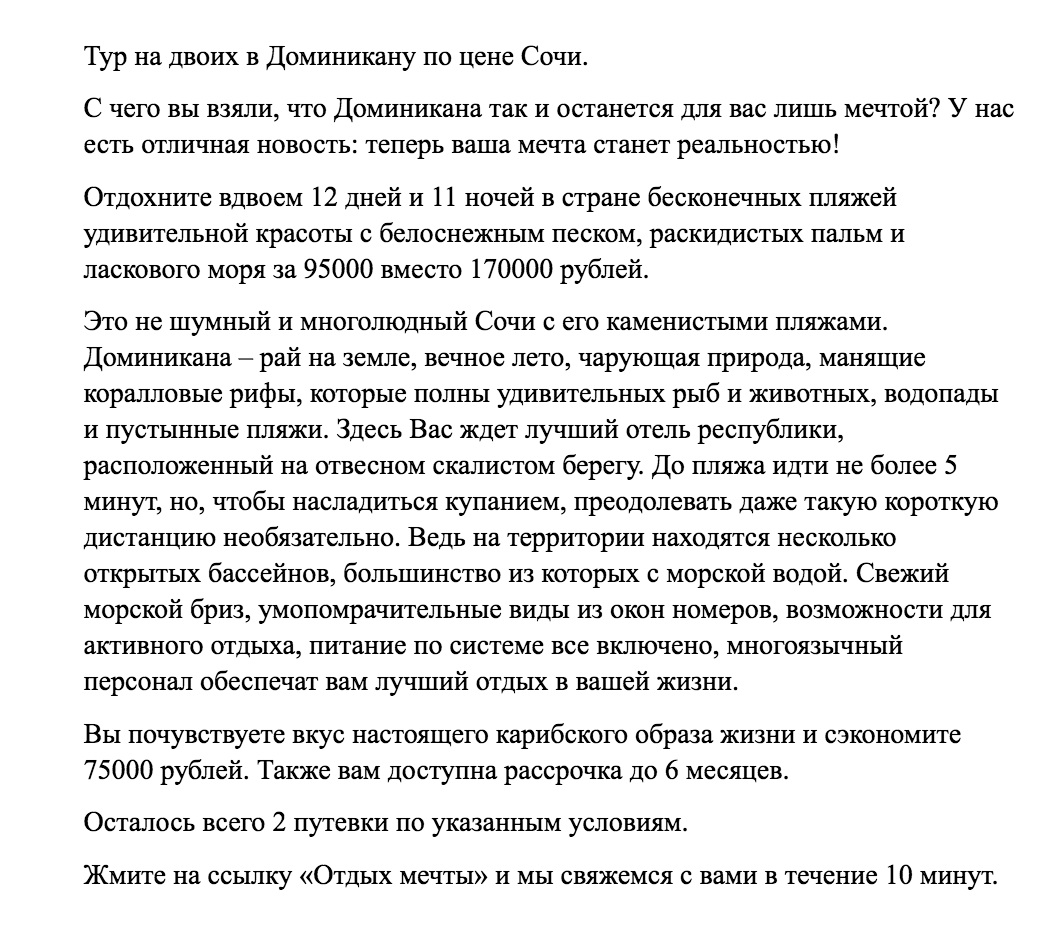 Тур на двоих в Доминикану по цене Сочи.
С чего вы взяли, что Доминикана так и останется для вас лишь мечтой? У нас
есть отличная новость: теперь ваша мечта станет реальностью!
Отдохните вдвоем 12 дней и 11 ночей в стране бесконечных пляжей
удивительной красоты с белоснежным песком, раскидистых пальм и
ласкового моря за 95000 вместо 170000 рублей.
Это не шумный и многолюдный Сочи с его каменистыми пляжами.
Доминикана – рай на земле, вечное лето, чарующая природа, манящие
коралловые рифы, которые полны удивительных рыб и животных, водопады
и пустынные пляжи. Здесь Вас ждет лучший отель республики,
расположенный на отвесном скалистом берегу. До пляжа идти не более 5
минут, но, чтобы насладиться купанием, преодолевать даже такую короткую
дистанцию необязательно. Ведь на территории находятся несколько
открытых бассейнов, большинство из которых с морской водой. Свежий
морской бриз, умопомрачительные виды из окон номеров, возможности для
активного отдыха, питание по системе все включено, многоязычный
персонал обеспечат вам лучший отдых в вашей жизни.
Вы почувствуете вкус настоящего карибского образа жизни и сэкономите
75000 рублей. Также вам доступна рассрочка до 6 месяцев.
Осталось всего 2 путевки по указанным условиям.
Жмите на ссылку «Отдых мечты» и мы свяжемся с вами в течение 10 минут.